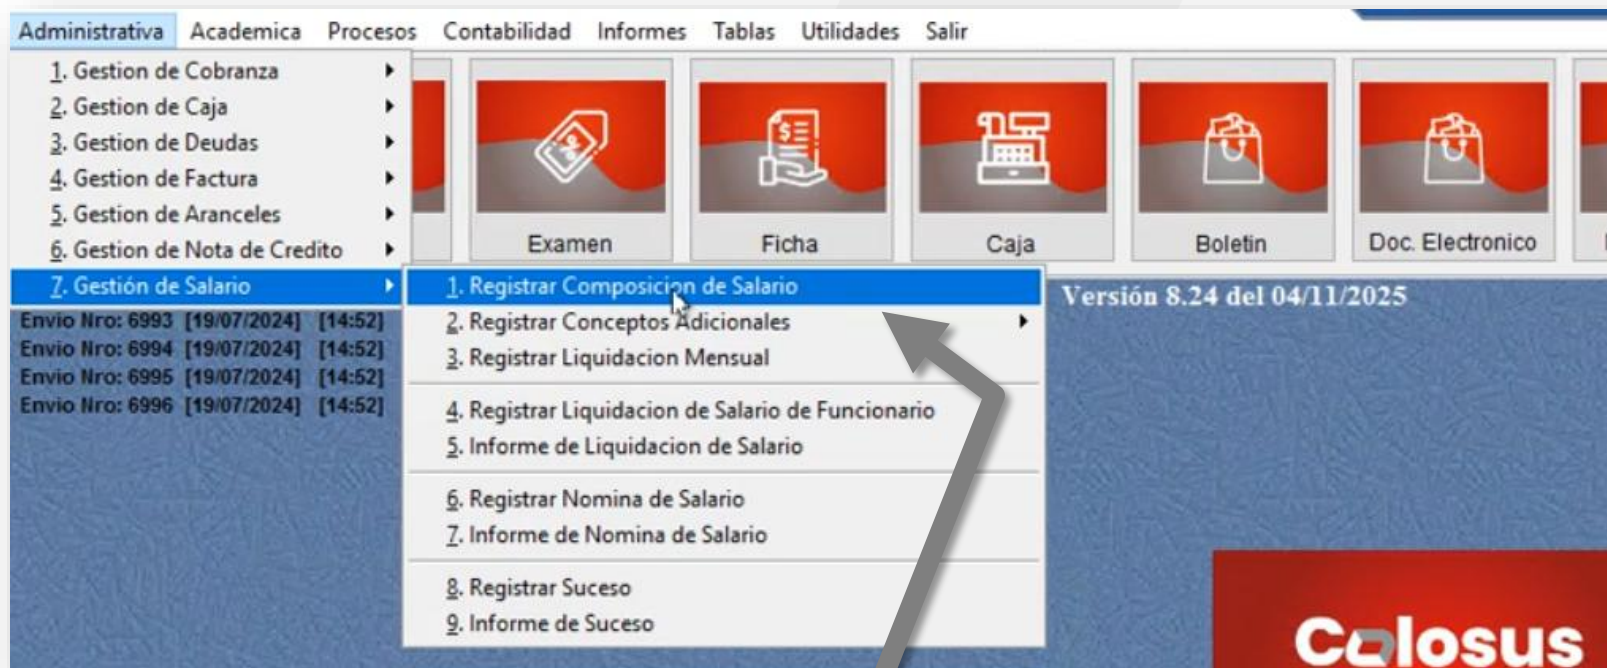 Administrativa Academica Procesos Contabilidad Informes Tablas Utilidades Salir
1. Gestion de Cobranza
2. Gestion de Caja
3. Gestion de Deudas
4. Gestion de Factura
5. Gestion de Aranceles
6. Gestion de Nota de Credito
7. Gestión de Salario
Examen
Ficha
Caja
Boletin
Doc. Electronico
1. Registrar Composicion de Salario
2. Registrar Conceptos Adicionales
3. Registrar Liquidacion Mensual
4. Registrar Liquidacion de Salario de Funcionario
5. Informe de Liquidacion de Salario
6. Registrar Nomina de Salario
7. Informe de Nomina de Salario
8. Registrar Suceso
9. Informe de Suceso
Versión 8.24 del 04/11/2025
Envio Nro: 6993 [19/07/2024] [14:52]
Envio Nro: 6994 [19/07/2024] [14:52]
Envio Nro: 6995 [19/07/2024] [14:52]
Envio Nro: 6996 [19/07/2024] [14:52]
Colosus